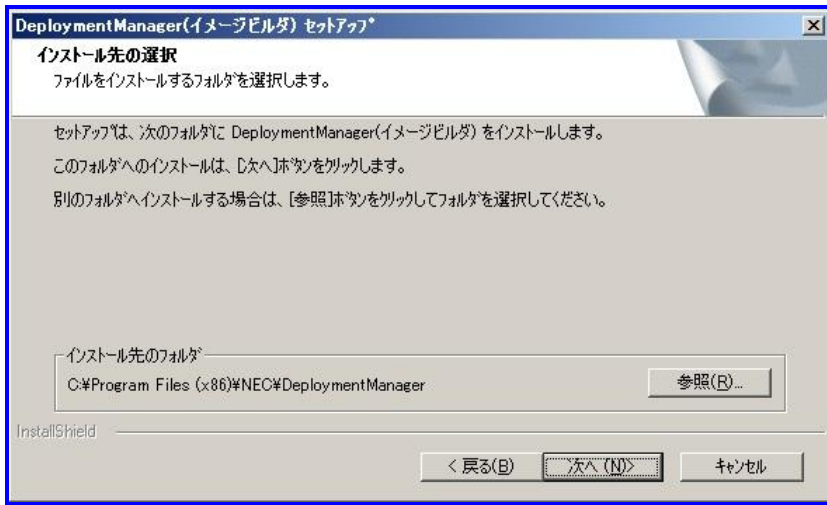 DeploymentManager(イメージビルダ) セットアップ
インストール先の選択
ファイルをインストールするフォルダを選択します。
セットアップは、次のフォルダに DeploymentManager(イメージビルダ) をインストールします。
このフォルダへのインストールは、[次へ]ボタンをクリックします。
別のフォルダへインストールする場合は、[参照]ボタンをクリックしてフォルダを選択してください。
インストール先のフォルダ
C:¥Program Files (x86)¥NEC¥DeploymentManager
参照(R)...
InstallShield
< 戻る(B)
次へ (N)>
キャンセル